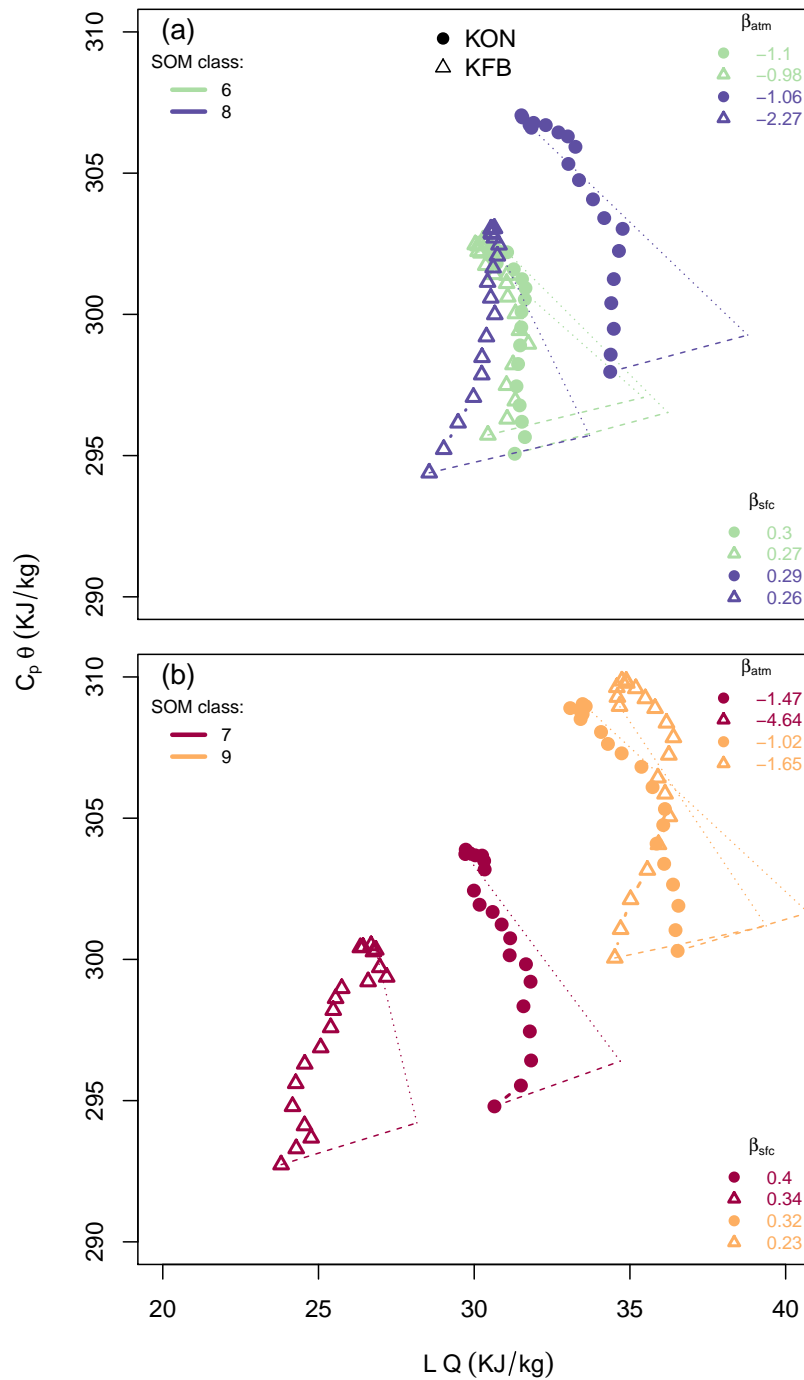 (a)
SOM class:
6
8
KON
KFB
βatm
−1.1
−0.98
−1.06
−2.27
310
305
300
295
290
βsfc
0.3
0.27
0.29
0.26
Cp θ (KJ/kg)
(b)
SOM class:
7
9
βatm
−1.47
−4.64
−1.02
−1.65
310
305
300
295
290
βsfc
0.4
0.34
0.32
0.23
20 25 30 35 40
L Q (KJ/kg)